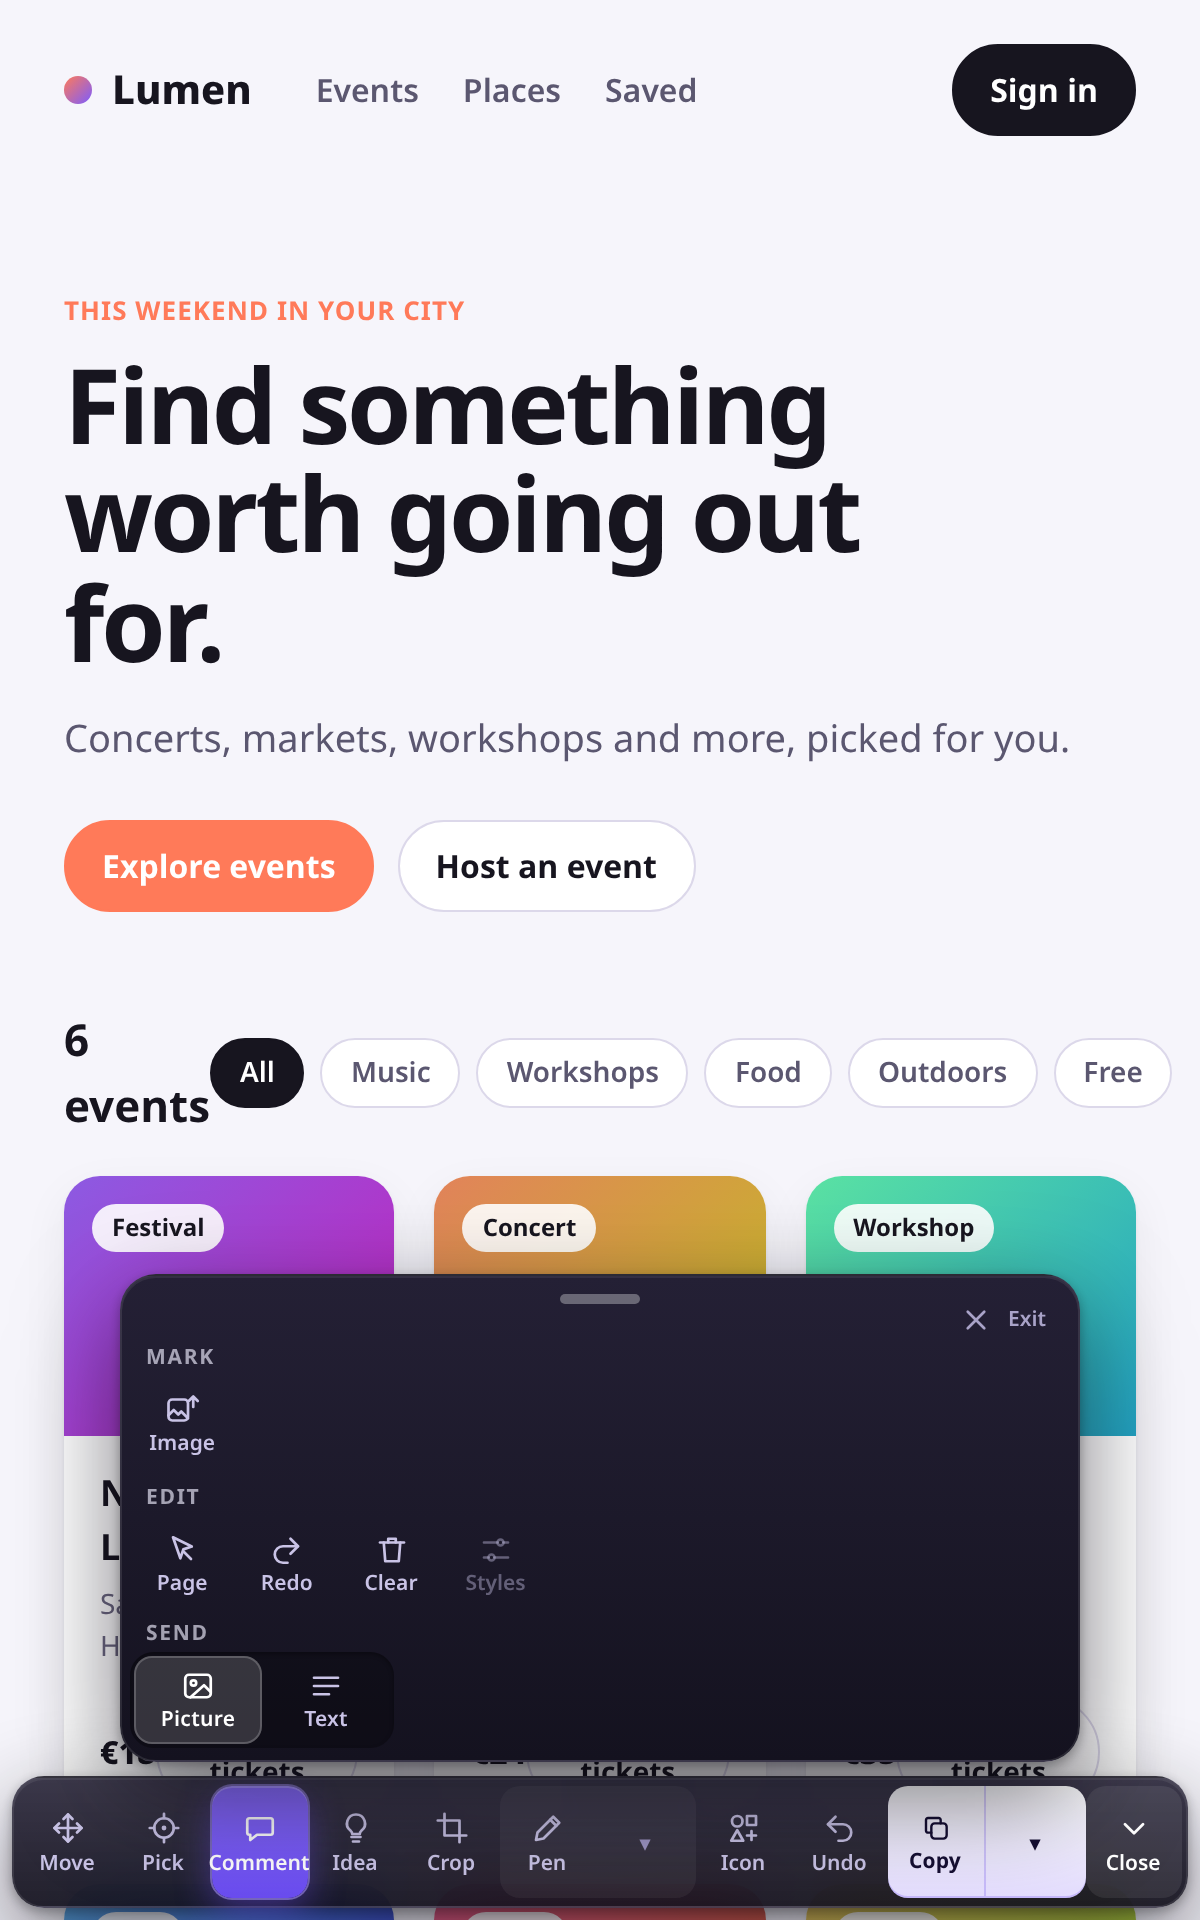 Lumen Events Places Saved Sign in
THIS WEEKEND IN YOUR CITY
Find something
worth going out
for.
Concerts, markets, workshops and more, picked for you.
Explore events Host an event
6
events
All Music Workshops Food Outdoors Free
Festival Concert Workshop
Exit
MARK
Image
EDIT
Page Redo Clear Styles
SEND
Picture Text
tickets tickets tickets
Move Pick Comment Idea Crop Pen ▼ Icon Undo Copy ▼ Close